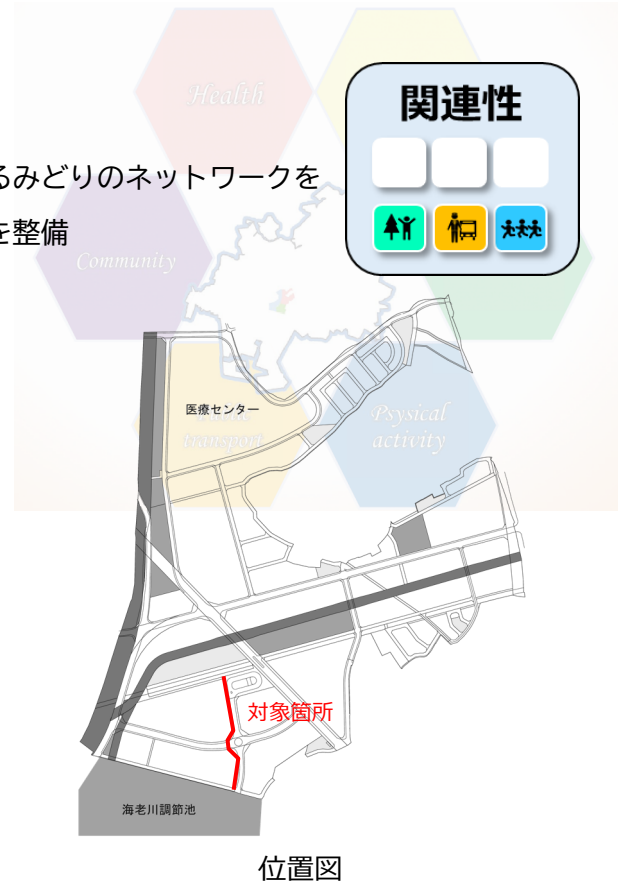 Health
関連性
るみどりのネットワークを
を整備
Community
医療センター
transport
Psysical
activity
対象箇所
海老川調節池
位置図